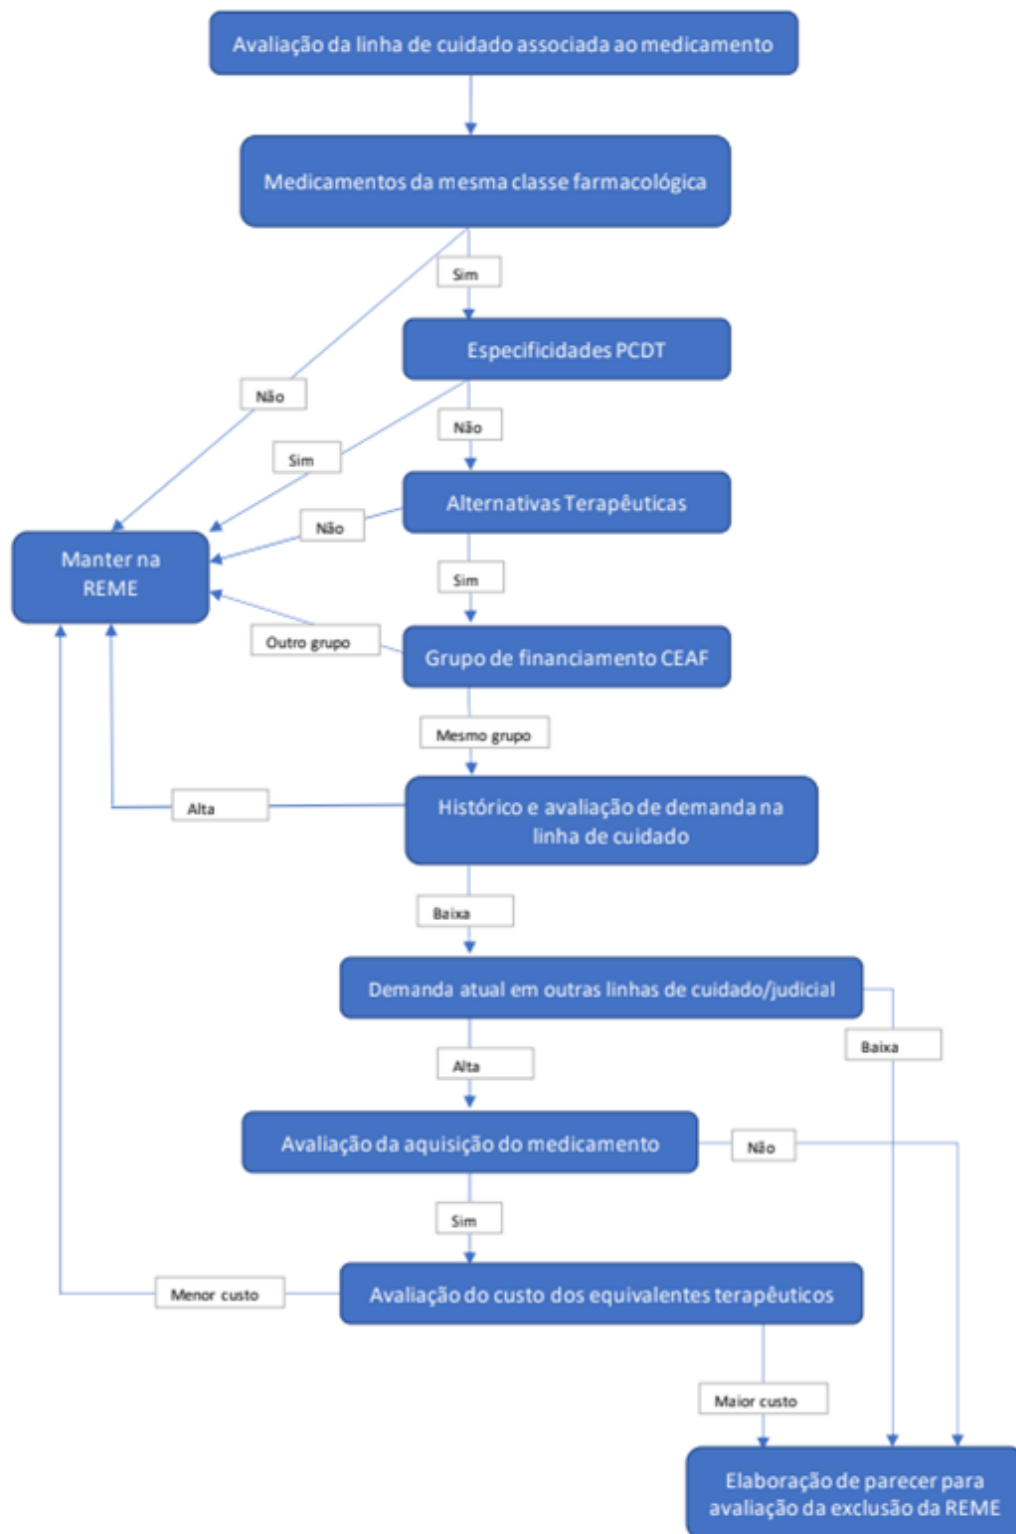 Avaliação da linha de cuidado associada ao medicamento
Medicamentos da mesma classe farmacológica
Sim
Especificidades PCDT
Não
Não
Sim
Alternativas Terapêuticas
Não
Manter na
REME
Sim
Outro grupo
Grupo de financiamento CEAF
Mesmo grupo
Histórico e avaliação de demanda na
linha de cuidado
Alta
Baixa
Demanda atual em outras linhas de cuidado/judicial
Baixa
Alta
Avaliação da aquisição do medicamento
Não
Sim
Avaliação do custo dos equivalentes terapêuticos
Menor custo
Maior custo
Elaboração de parecer para
avaliação da exclusão da REME